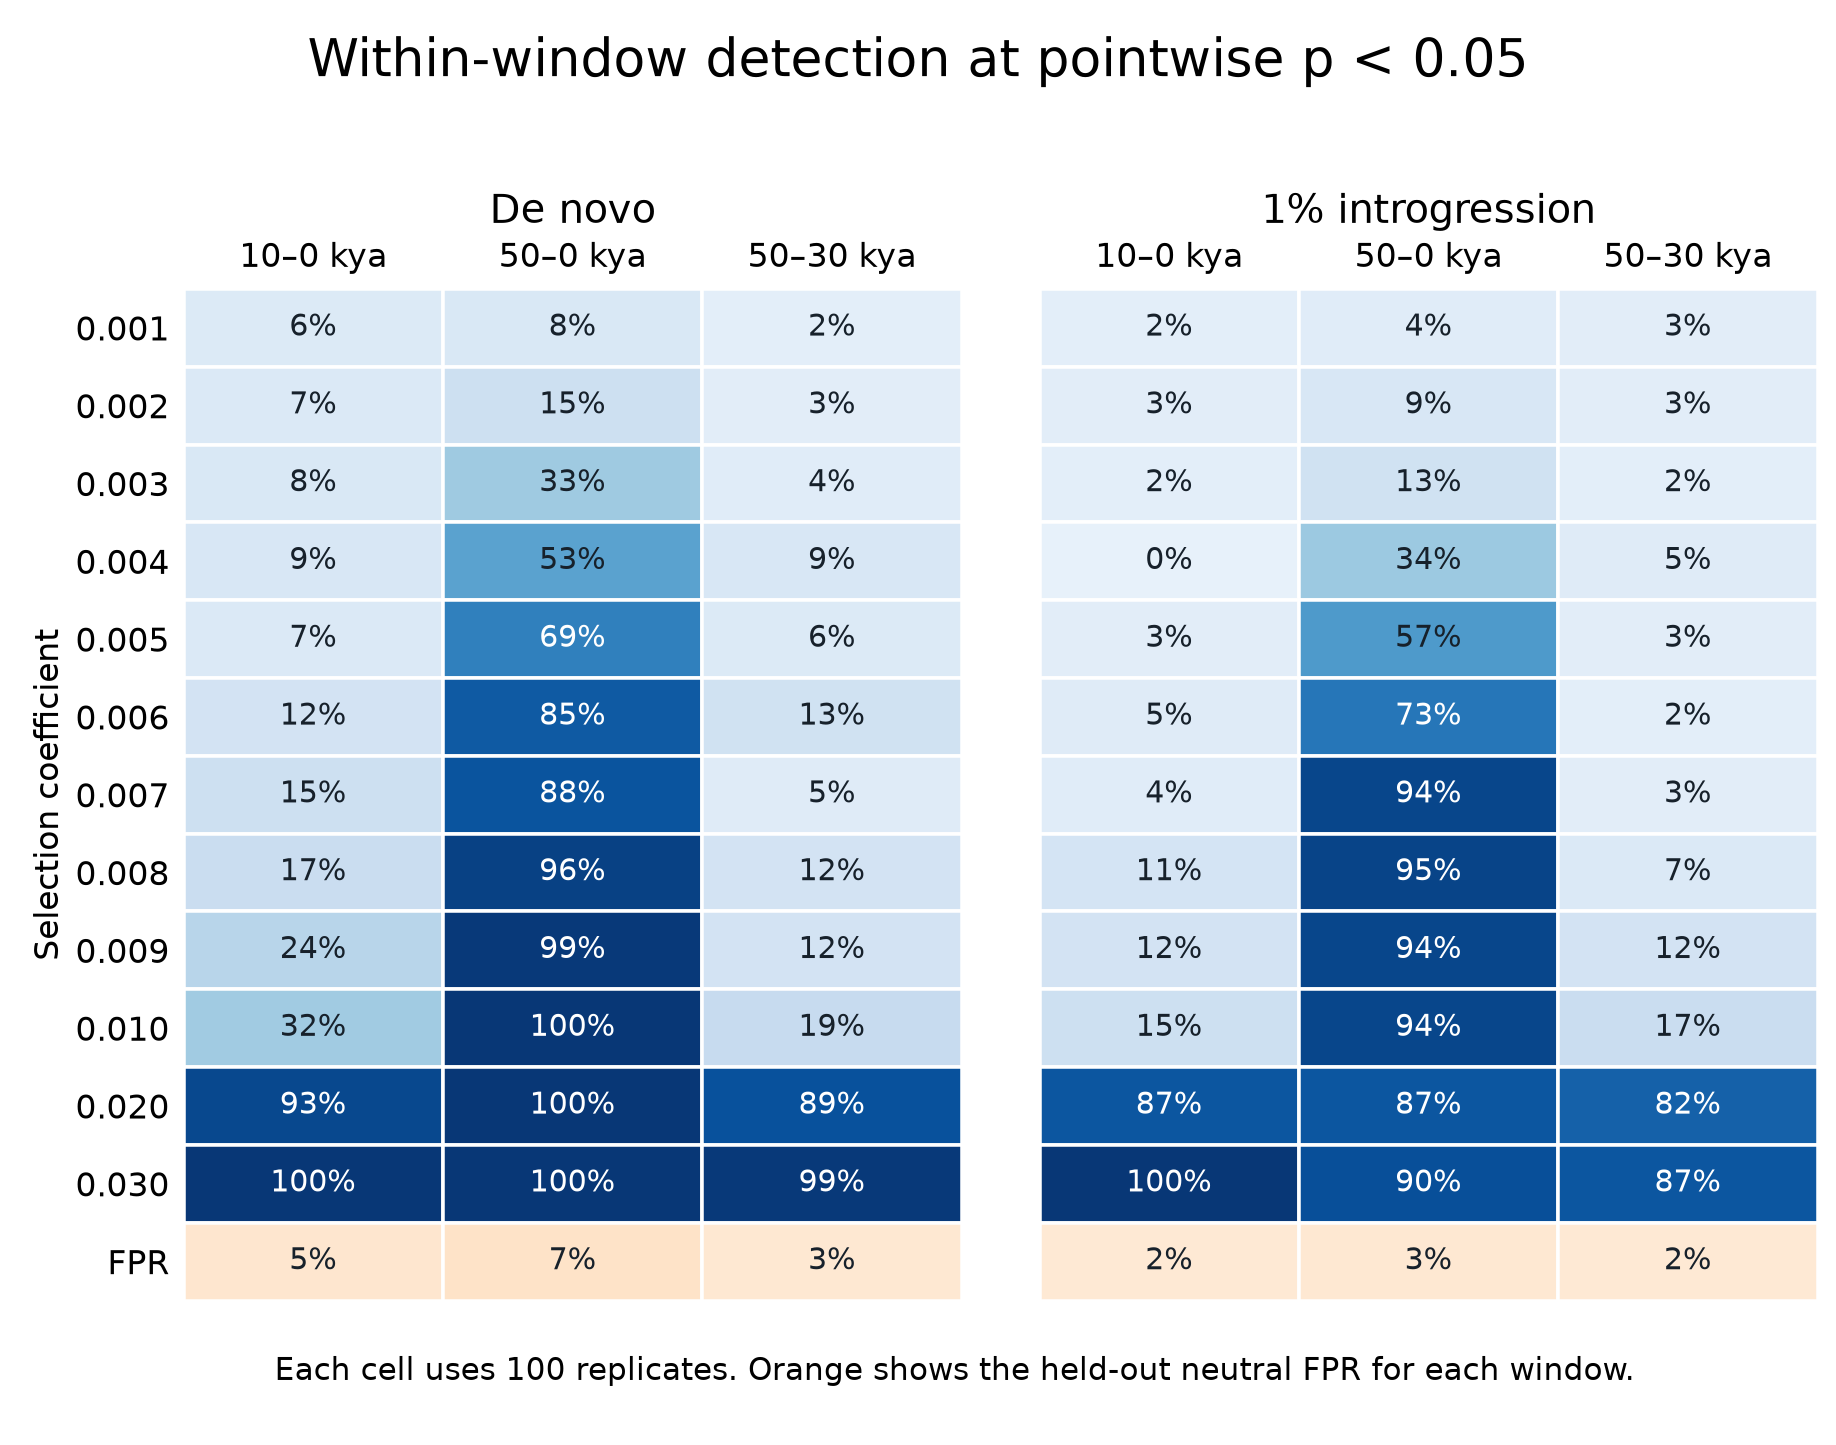 Within-window detection at pointwise p < 0.05
De novo 1% introgression
10–0 kya 50–0 kya 50–30 kya 10–0 kya 50–0 kya 50–30 kya
Selection coefficient
0.001 6% 8% 2% 2% 4% 3%
0.002 7% 15% 3% 3% 9% 3%
0.003 8% 33% 4% 2% 13% 2%
0.004 9% 53% 9% 0% 34% 5%
0.005 7% 69% 6% 3% 57% 3%
0.006 12% 85% 13% 5% 73% 2%
0.007 15% 88% 5% 4% 94% 3%
0.008 17% 96% 12% 11% 95% 7%
0.009 24% 99% 12% 12% 94% 12%
0.010 32% 100% 19% 15% 94% 17%
0.020 93% 100% 89% 87% 87% 82%
0.030 100% 100% 99% 100% 90% 87%
FPR 5% 7% 3% 2% 3% 2%
Each cell uses 100 replicates. Orange shows the held-out neutral FPR for each window.